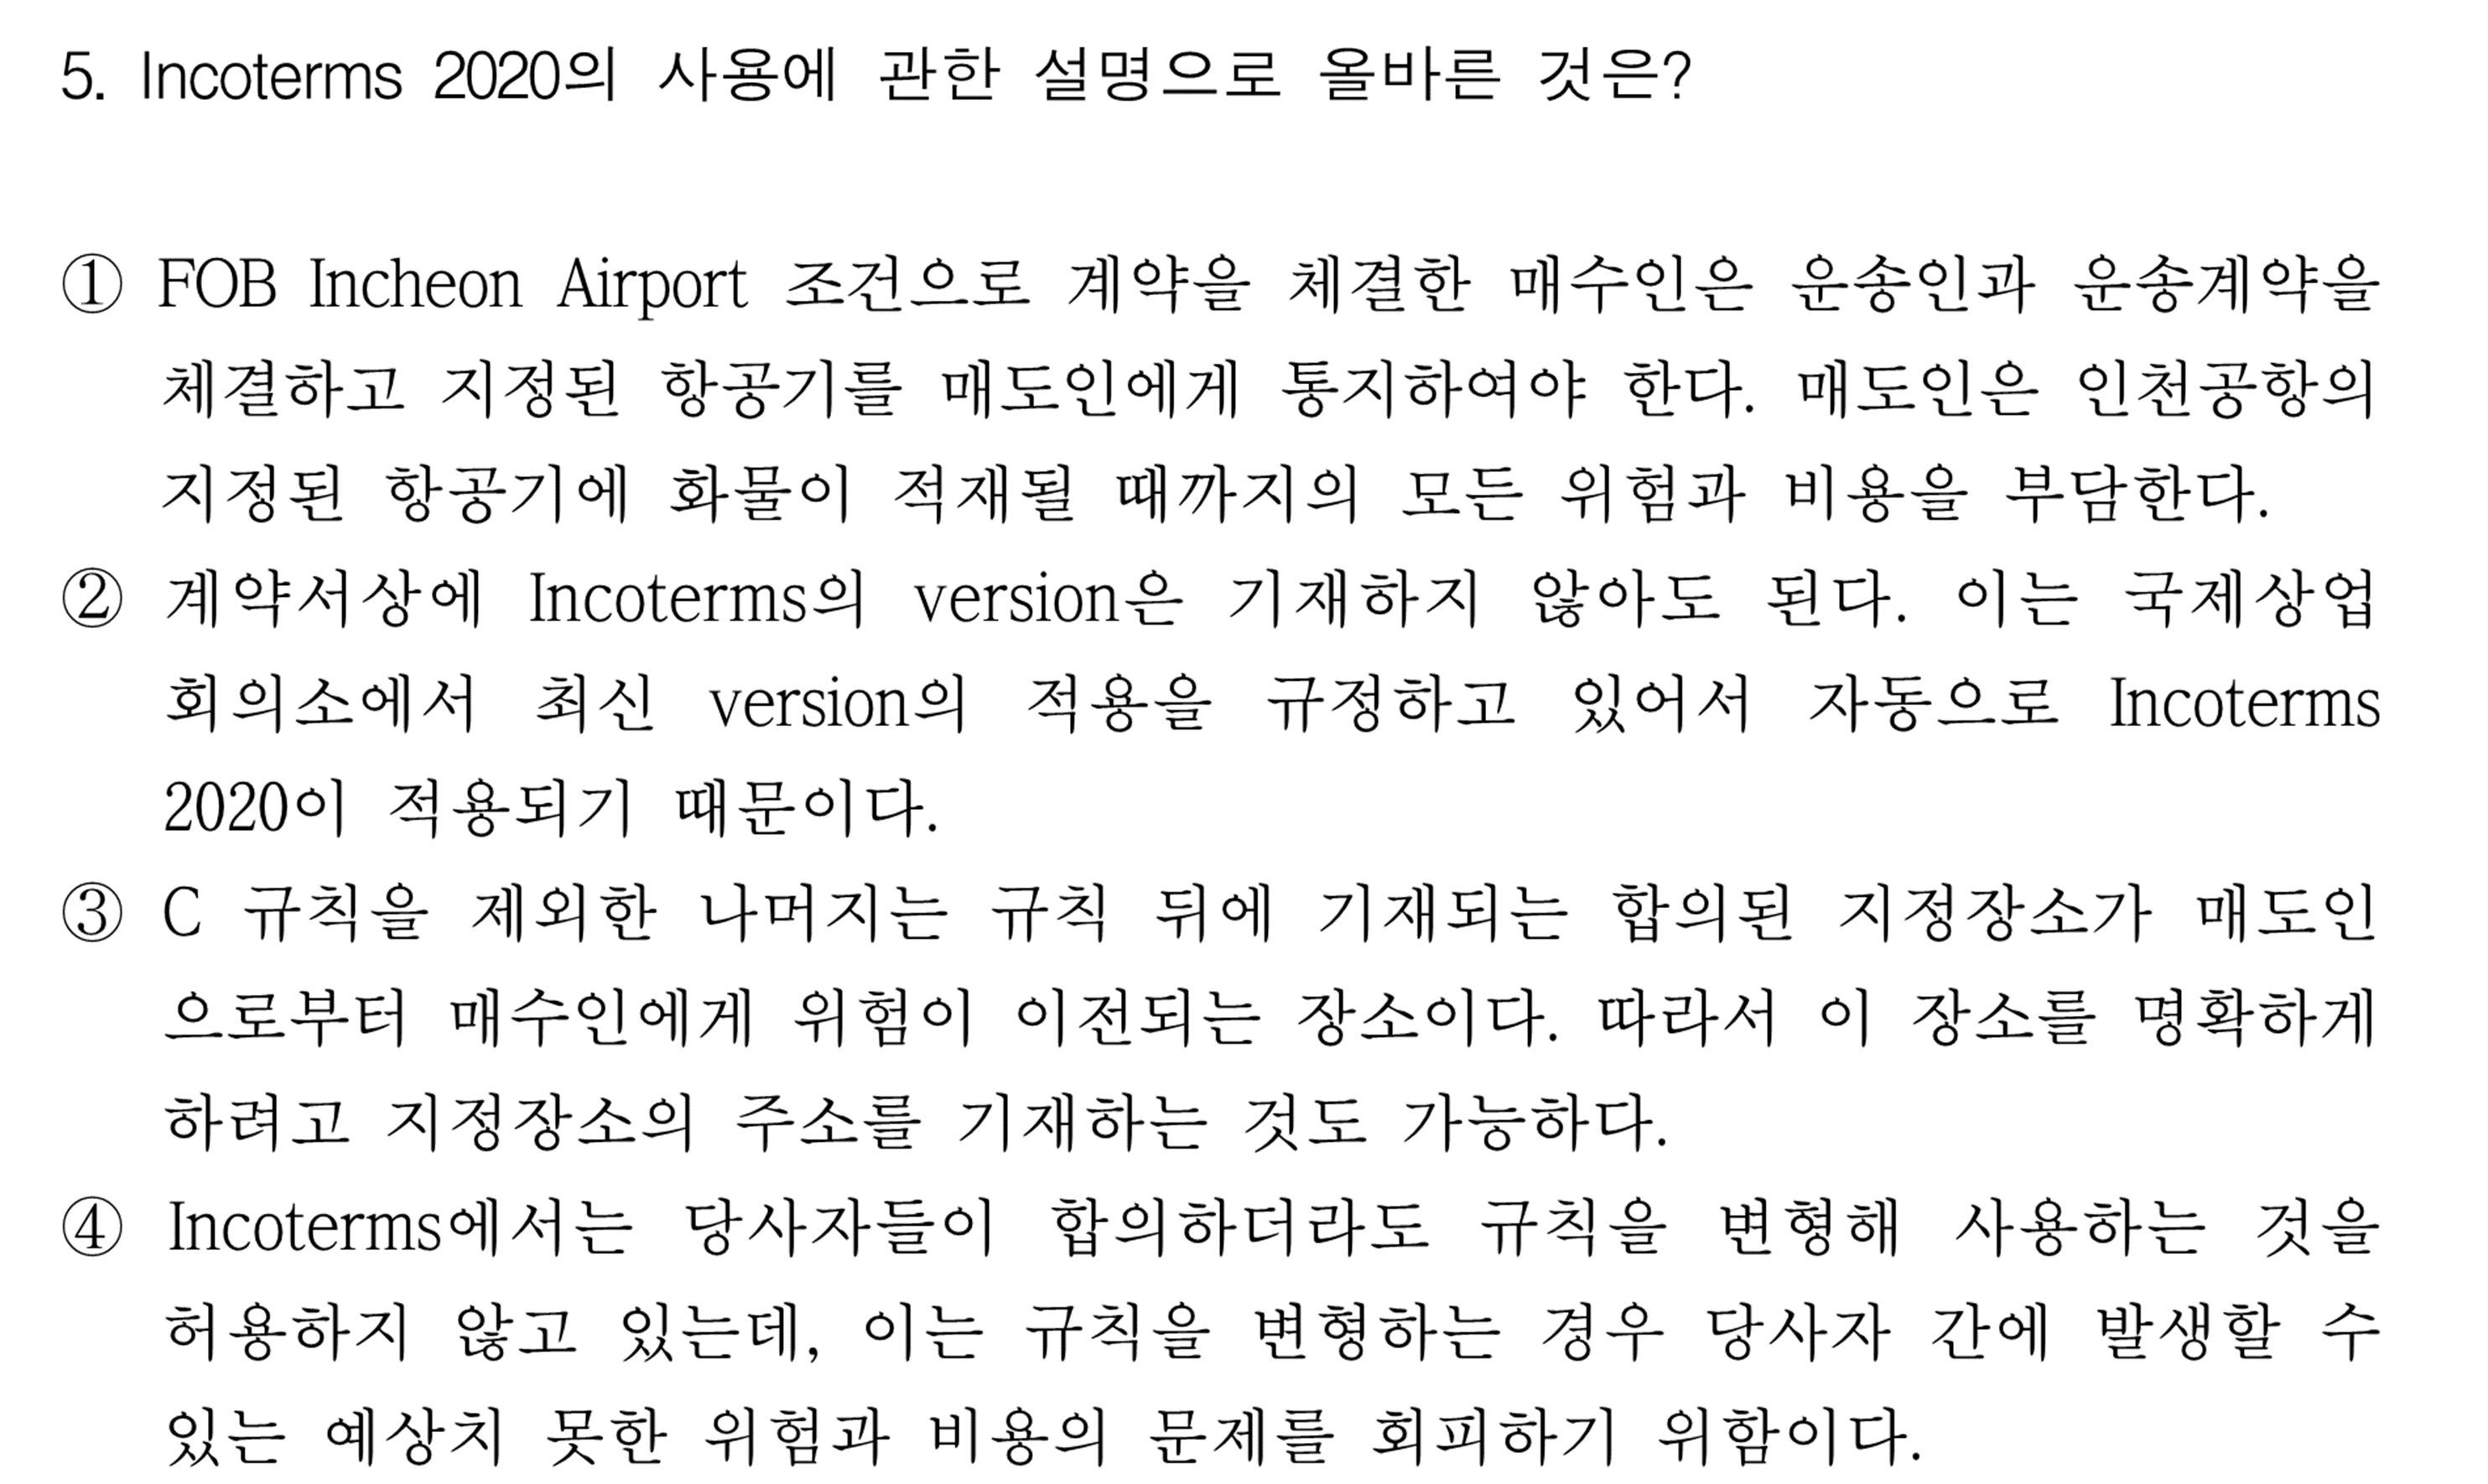 5. Incoterms 2020의 사용에 관한 설명으로 올바른 것은?
① FOB Incheon Airport 조건으로 계약을 체결한 매수인은 운송인과 운송계약을
체결하고 지정된 항공기를 매도인에게 통지하여야 한다. 매도인은 인천공항의
지정된 항공기에 화물이 적재될 때까지의 모든 위험과 비용을 부담한다.
② 계약서상에 Incoterms의 version은 기재하지 않아도 된다. 이는 국제상업
회의소에서 최신 version의 적용을 규정하고 있어서 자동으로 Incoterms
2020이 적용되기 때문이다.
③ C 규칙을 제외한 나머지는 규칙 뒤에 기재되는 합의된 지정장소가 매도인
으로부터 매수인에게 위험이 이전되는 장소이다. 따라서 이 장소를 명확하게
하려고 지정장소의 주소를 기재하는 것도 가능하다.
④ Incoterms에서는 당사자들이 합의하더라도 규칙을 변형해 사용하는 것을
허용하지 않고 있는데, 이는 규칙을 변형하는 경우 당사자 간에 발생할 수
있는 예상치 못한 위험과 비용의 문제를 회피하기 위함이다.